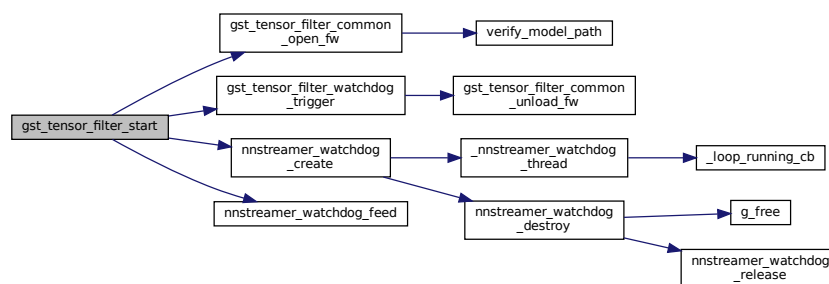 gst_tensor_filter_start
gst_tensor_filter_common
_open_fw
verify_model_path
gst_tensor_filter_watchdog
_trigger
gst_tensor_filter_common
_unload_fw
nnstreamer_watchdog
_create
_nnstreamer_watchdog
_thread
_loop_running_cb
nnstreamer_watchdog_feed
nnstreamer_watchdog
_destroy
g_free
nnstreamer_watchdog
_release